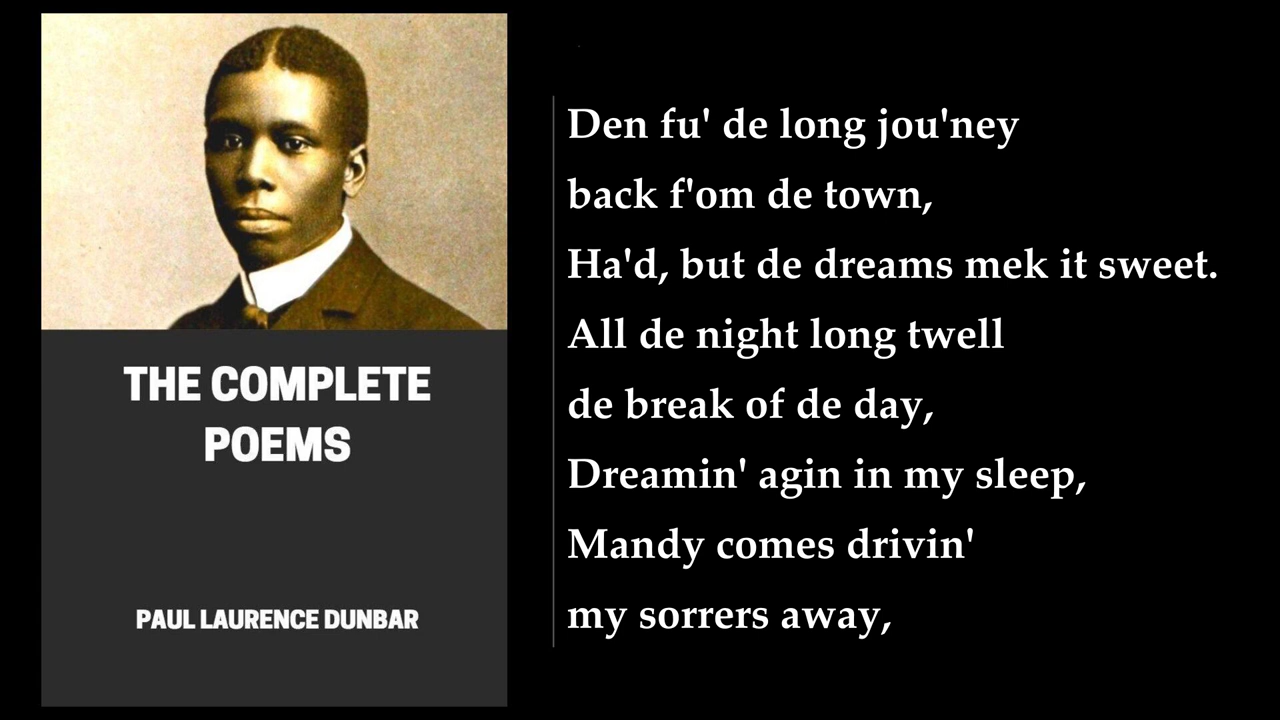 THE COMPLETE
POEMS
PAUL LAURENCE DUNBAR
Den fu' de long jou'ney
back f'om de town,
Ha'd, but de dreams mek it sweet.
All de night long twell
de break of de day,
Dreamin' agin in my sleep,
Mandy comes drivin'
my sorrers away,